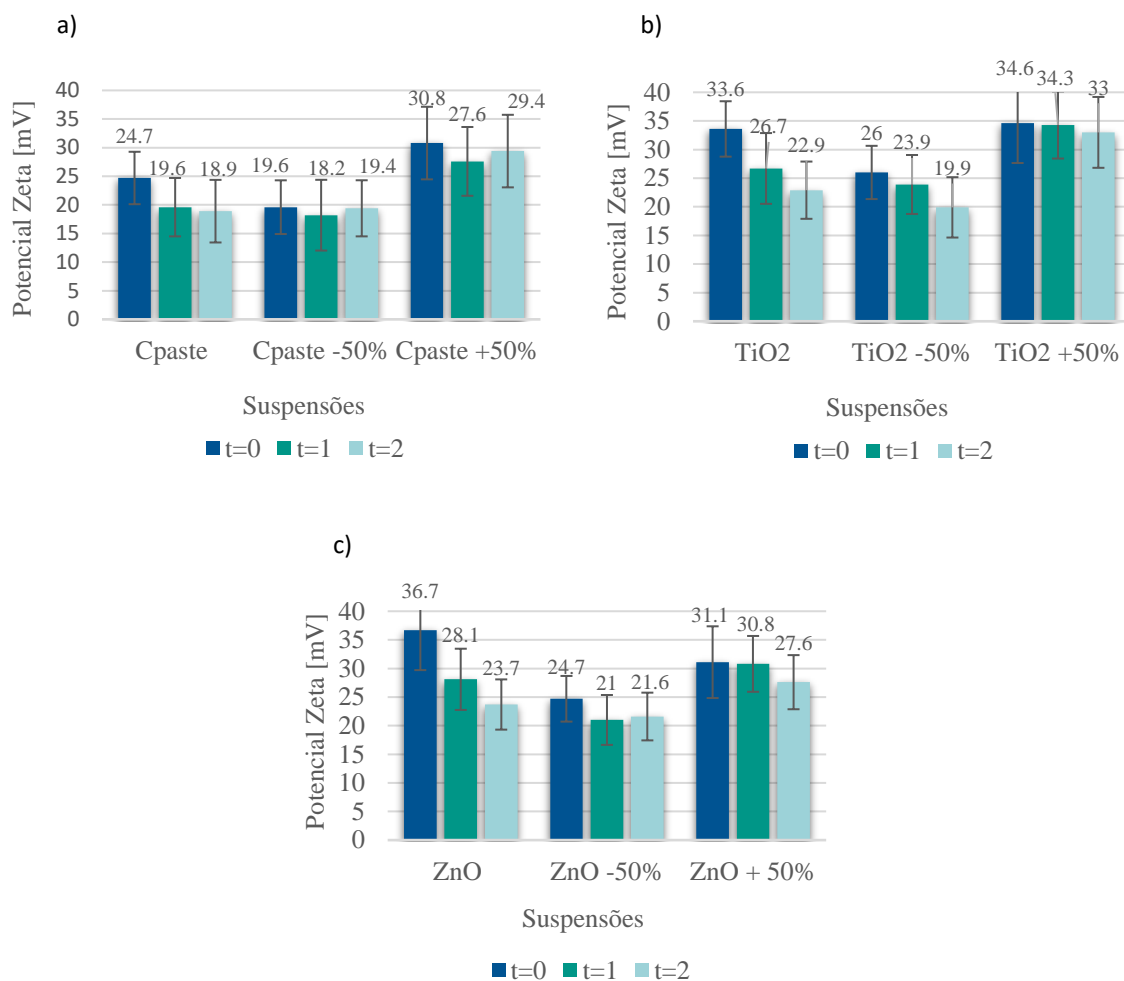 a)
Potencial Zeta [mV]
40
35
30
25
20
15
10
5
0
24.7 19.6 18.9 19.6 18.2 19.4 30.8 27.6 29.4
Cpaste Cpaste -50% Cpaste +50%
Suspensões
t=0 t=1 t=2
b)
Potencial Zeta [mV]
40
35
30
25
20
15
10
5
0
33.6 26.7 22.9 26 23.9 19.9 34.6 34.3 33
TiO2 TiO2 -50% TiO2 +50%
Suspensões
t=0 t=1 t=2
c)
Potencial Zeta [mV]
40
35
30
25
20
15
10
5
0
36.7 28.1 23.7 24.7 21 21.6 31.1 30.8 27.6
ZnO ZnO -50% ZnO + 50%
Suspensões
t=0 t=1 t=2